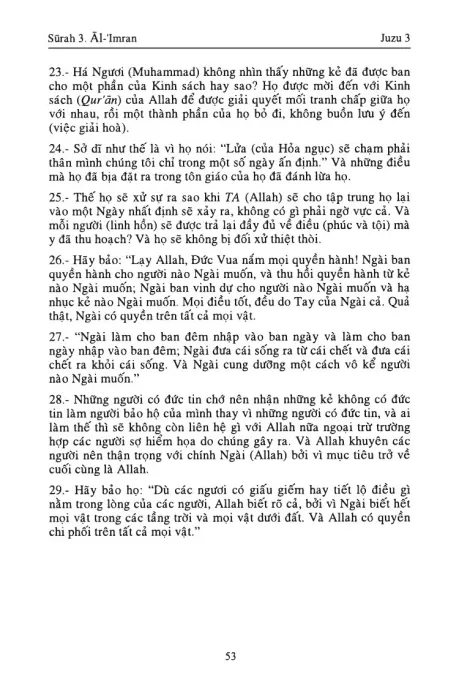 Sūrah 3. Āl-'Imran Juzu 3
23.- Há Ngươi (Muhammad) không nhìn thấy những kẻ đã được ban
cho một phần của Kinh sách hay sao? Họ được mời đến với Kinh
sách (Qur'ān) của Allah để được giải quyết mối tranh chấp giữa họ
với nhau, rồi một thành phần của họ bỏ đi, không buồn lưu ý đến
(việc giải hoà).
24.- Sở dĩ như thế là vì họ nói: “Lửa (của Hỏa ngục) sẽ chạm phải
thân mình chúng tôi chỉ trong một số ngày ấn định.” Và những điều
mà họ đã bịa đặt ra trong tôn giáo của họ đã đánh lừa họ.
25.- Thế họ sẽ xử sự ra sao khi TA (Allah) sẽ cho tập trung họ lại
vào một Ngày nhất định sẽ xảy ra, không có gì phải ngờ vực cả. Và
mỗi người (linh hồn) sẽ được trả lại đầy đủ về điều (phúc và tội) mà
y đã thu hoạch? Và họ sẽ không bị đối xử thiệt thòi.
26.- Hãy bảo: “Lạy Allah, Đức Vua nắm mọi quyền hành! Ngài ban
quyền hành cho người nào Ngài muốn, và thu hồi quyền hành từ kẻ
nào Ngài muốn; Ngài ban vinh dự cho người nào Ngài muốn và hạ
nhục kẻ nào Ngài muốn. Mọi điều tốt, đều do Tay của Ngài cả. Quả
thật, Ngài có quyền trên tất cả mọi vật.
27.- “Ngài làm cho ban đêm nhập vào ban ngày và làm cho ban
ngày nhập vào ban đêm; Ngài đưa cái sống ra từ cái chết và đưa cái
chết ra khỏi cái sống. Và Ngài cung dưỡng một cách vô kể người
nào Ngài muốn.”
28.- Những người có đức tin chớ nên nhận những kẻ không có đức
tin làm người bảo hộ của mình thay vì những người có đức tin, và ai
làm thế thì sẽ không còn liên hệ gì với Allah nữa ngoại trừ trường
hợp các người sợ hiểm họa do chúng gây ra. Và Allah khuyên các
người nên thận trọng với chính Ngài (Allah) bởi vì mục tiêu trở về
cuối cùng là Allah.
29.- Hãy bảo họ: “Dù các ngươi có giấu giếm hay tiết lộ điều gì
nằm trong lòng của các người, Allah biết rõ cả, bởi vì Ngài biết hết
mọi vật trong các tầng trời và mọi vật dưới đất. Và Allah có quyền
chi phối trên tất cả mọi vật.”
53